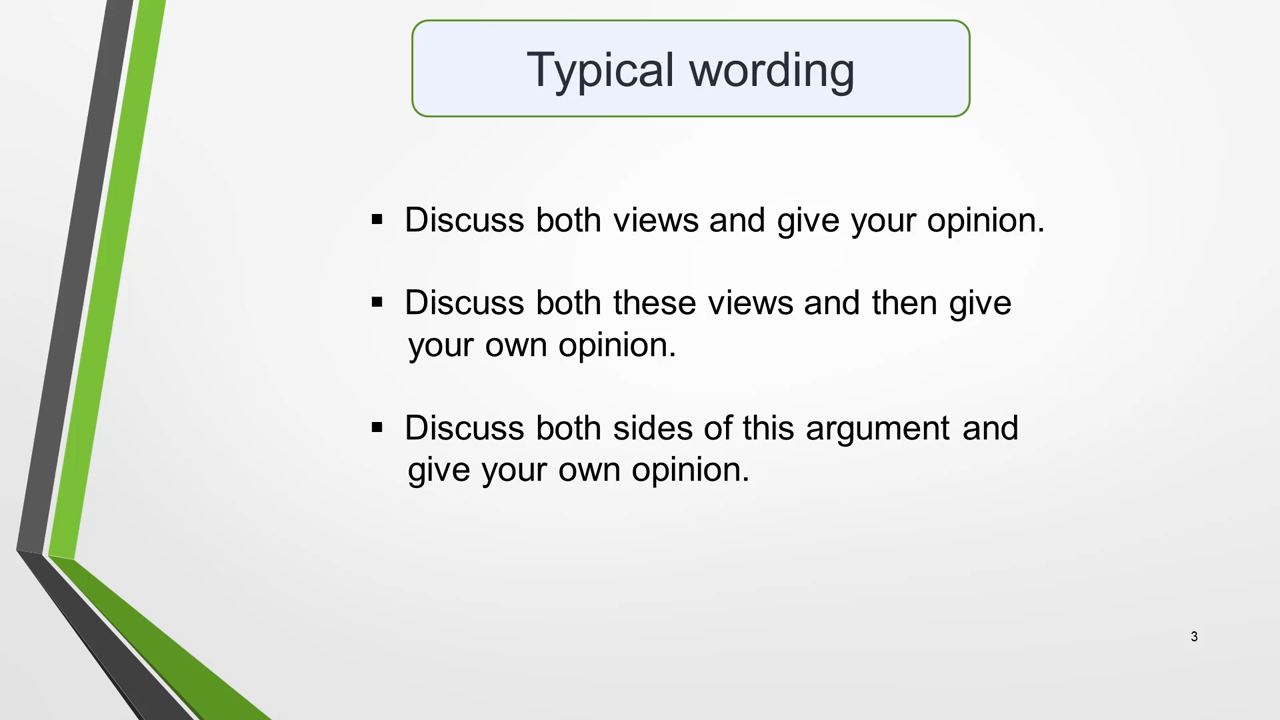 Typical wording
▪ Discuss both views and give your opinion.
▪ Discuss both these views and then give
your own opinion.
▪ Discuss both sides of this argument and
give your own opinion.
3